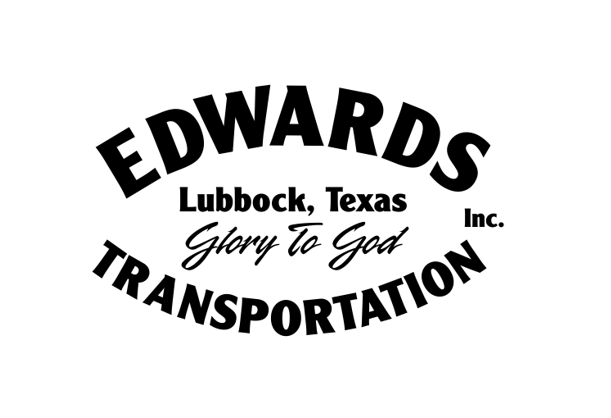 EDWARDS
Lubbock, Texas
Inc.
Glory To God
TRANSPORTATION